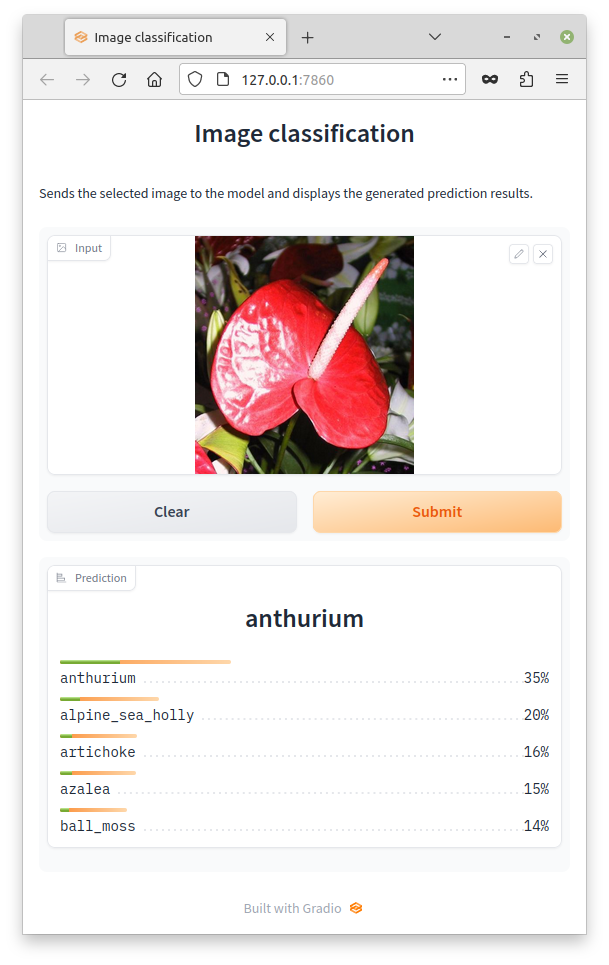 Image classification
127.0.0.1:7860
Image classification
Sends the selected image to the model and displays the generated prediction results.
Input
Clear
Submit
Prediction
anthurium
anthurium 35%
alpine_sea_holly 20%
artichoke 16%
azalea 15%
ball_moss 14%
Built with Gradio